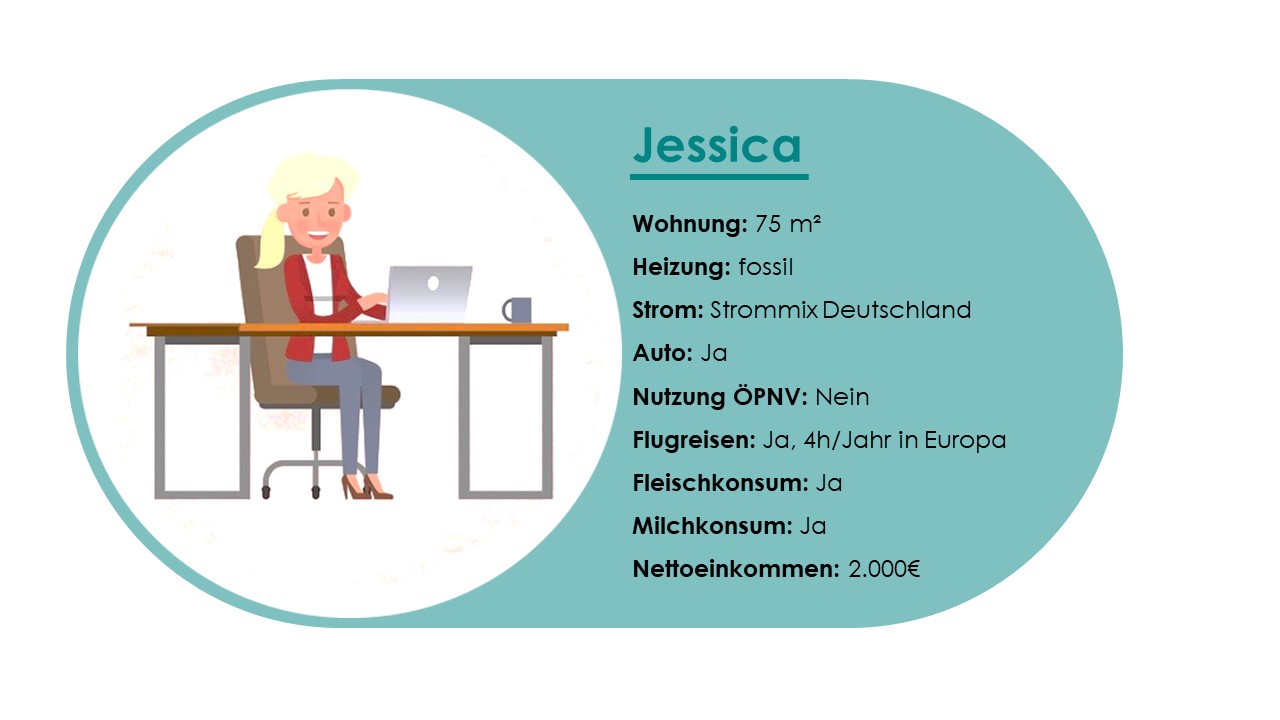 Jessica
Wohnung: 75 m²
Heizung: fossil
Strom: Strommix Deutschland
Auto: Ja
Nutzung ÖPNV: Nein
Flugreisen: Ja, 4h/Jahr in Europa
Fleischkonsum: Ja
Milchkonsum: Ja
Nettoeinkommen: 2.000€